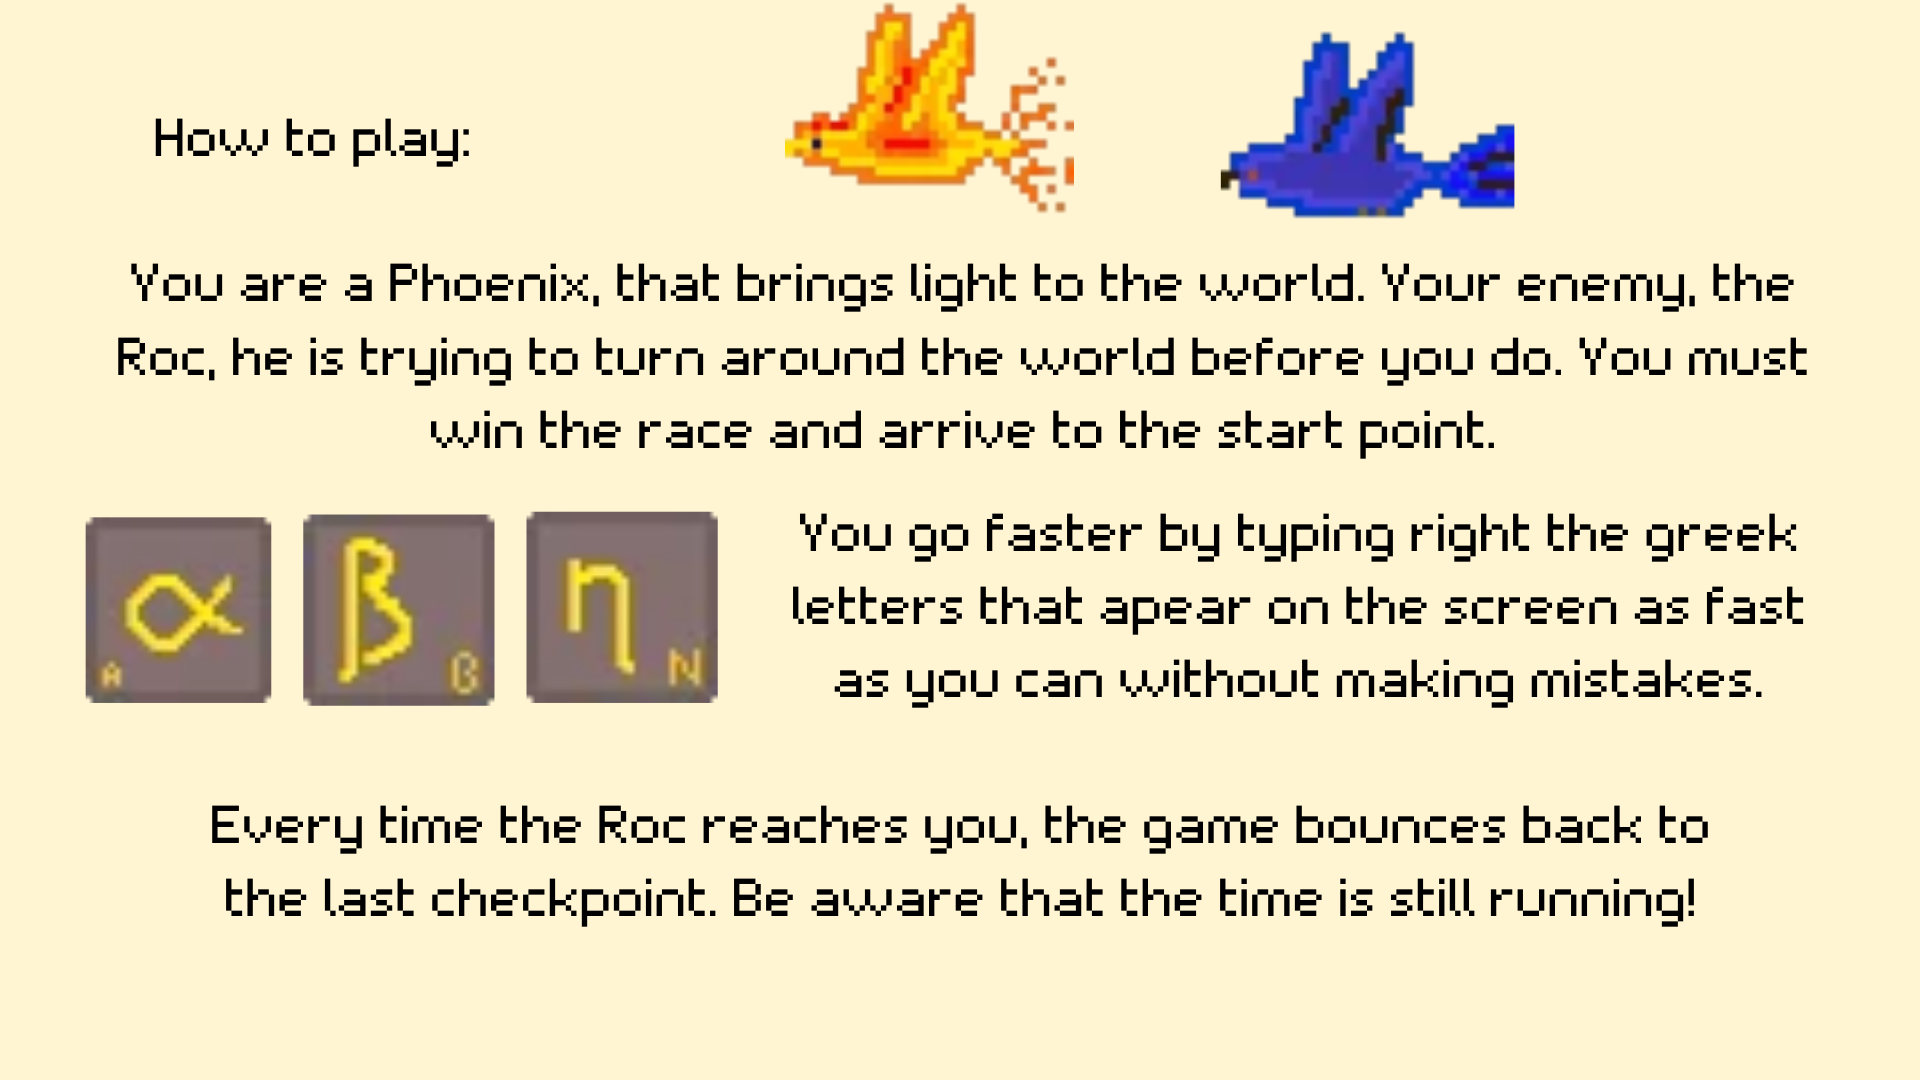 How to play:
You are a Phoenix, that brings light to the world. Your enemy, the
Roc, he is trying to turn around the world before you do. You must
win the race and arrive to the start point.
α β η
A B N
You go faster by typing right the greek
letters that apear on the screen as fast
as you can without making mistakes.
Every time the Roc reaches you, the game bounces back to
the last checkpoint. Be aware that the time is still running!